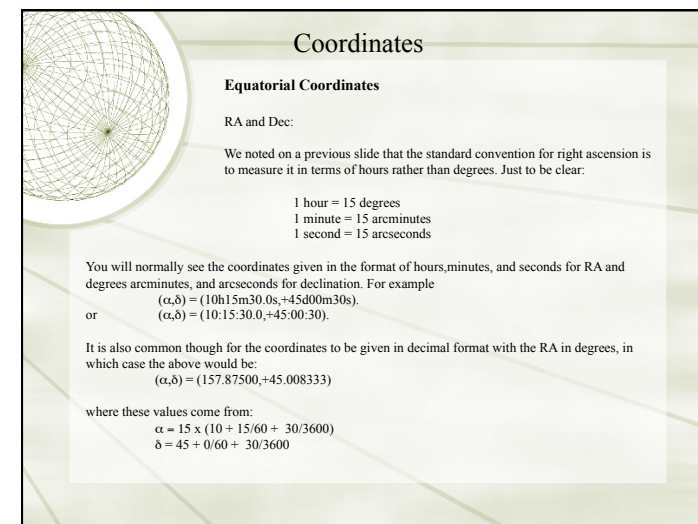 Coordinates
Equatorial Coordinates
RA and Dec:
We noted on a previous slide that the standard convention for right ascension is
to measure it in terms of hours rather than degrees. Just to be clear:
1 hour = 15 degrees
1 minute = 15 arcminutes
1 second = 15 arcseconds
You will normally see the coordinates given in the format of hours,minutes, and seconds for RA and
degrees arcminutes, and arcseconds for declination. For example
(α,δ) = (10h15m30.0s,+45d00m30s).
or (α,δ) = (10:15:30.0,+45:00:30).
It is also common though for the coordinates to be given in decimal format with the RA in degrees, in
which case the above would be:
(α,δ) = (157.87500,+45.008333)
where these values come from:
α = 15 x (10 + 15/60 + 30/3600)
δ = 45 + 0/60 + 30/3600